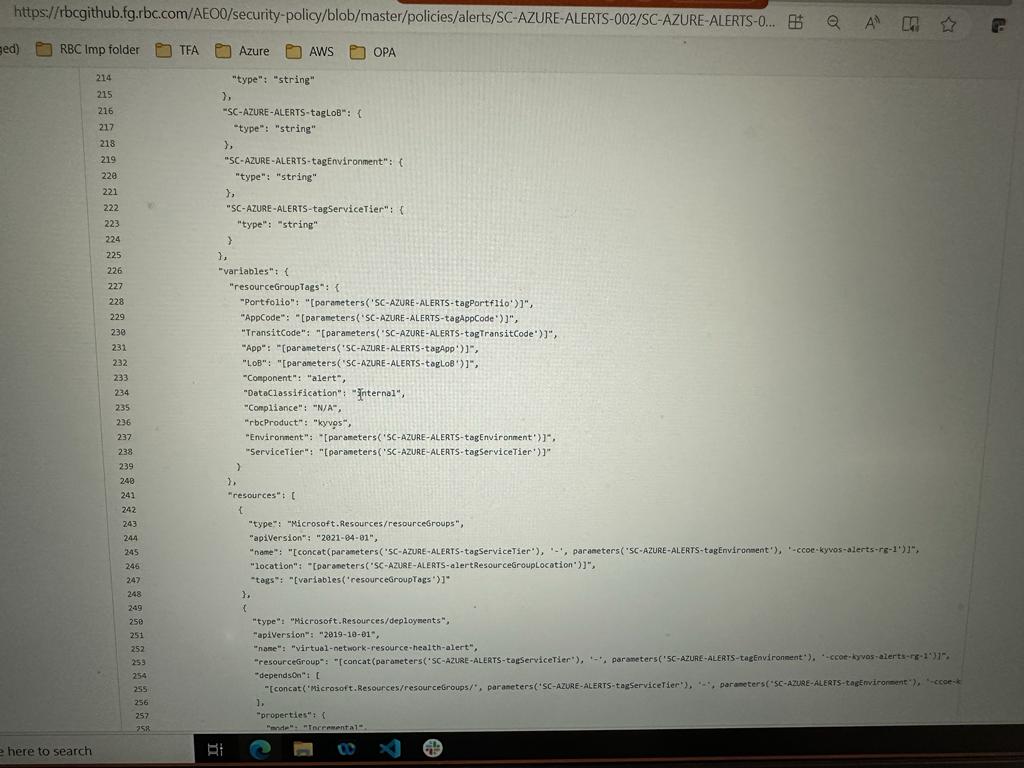 https://rbcgithub.fg.rbc.com/AEO0/security-policy/blob/master/policies/alerts/SC-AZURE-ALERTS-002/SC-AZURE-ALERTS-0...
ged) RBC Imp folder TFA Azure AWS OPA
214 "type": "string"
215 },
216 "SC-AZURE-ALERTS-tagLoB": {
217 "type": "string"
218 },
219 "SC-AZURE-ALERTS-tagEnvironment": {
220 "type": "string"
221 },
222 "SC-AZURE-ALERTS-tagServiceTier": {
223 "type": "string"
224 }
225 },
226 "variables": {
227 "resourceGroupTags": {
228 "Portfolio": "[parameters('SC-AZURE-ALERTS-tagPortflio')]",
229 "AppCode": "[parameters('SC-AZURE-ALERTS-tagAppCode')]",
230 "TransitCode": "[parameters('SC-AZURE-ALERTS-tagTransitCode')]",
231 "App": "[parameters('SC-AZURE-ALERTS-tagApp')]",
232 "LoB": "[parameters('SC-AZURE-ALERTS-tagLoB')]",
233 "Component": "alert",
234 "DataClassification": "Internal",
235 "Compliance": "N/A",
236 "rbcProduct": "kyvos",
237 "Environment": "[parameters('SC-AZURE-ALERTS-tagEnvironment')]",
238 "ServiceTier": "[parameters('SC-AZURE-ALERTS-tagServiceTier')]"
239 }
240 },
241 "resources": [
242 {
243 "type": "Microsoft.Resources/resourceGroups",
244 "apiVersion": "2021-04-01",
245 "name": "[concat(parameters('SC-AZURE-ALERTS-tagServiceTier'), '-', parameters('SC-AZURE-ALERTS-tagEnvironment'), '-ccoe-kyvos-alerts-rg-1')]",
246 "location": "[parameters('SC-AZURE-ALERTS-alertResourceGroupLocation')]",
247 "tags": "[variables('resourceGroupTags')]"
248 },
249 {
250 "type": "Microsoft.Resources/deployments",
251 "apiVersion": "2019-10-01",
252 "name": "virtual-network-resource-health-alert",
253 "resourceGroup": "[concat(parameters('SC-AZURE-ALERTS-tagServiceTier'), '-', parameters('SC-AZURE-ALERTS-tagEnvironment'), '-ccoe-kyvos-alerts-rg-1')]",
254 "dependsOn": [
255 "[concat('Microsoft.Resources/resourceGroups/', parameters('SC-AZURE-ALERTS-tagServiceTier'), '-', parameters('SC-AZURE-ALERTS-tagEnvironment'), '-ccoe-k
256 ],
257 "properties": {
258 "mode": "Incremental",
e here to search